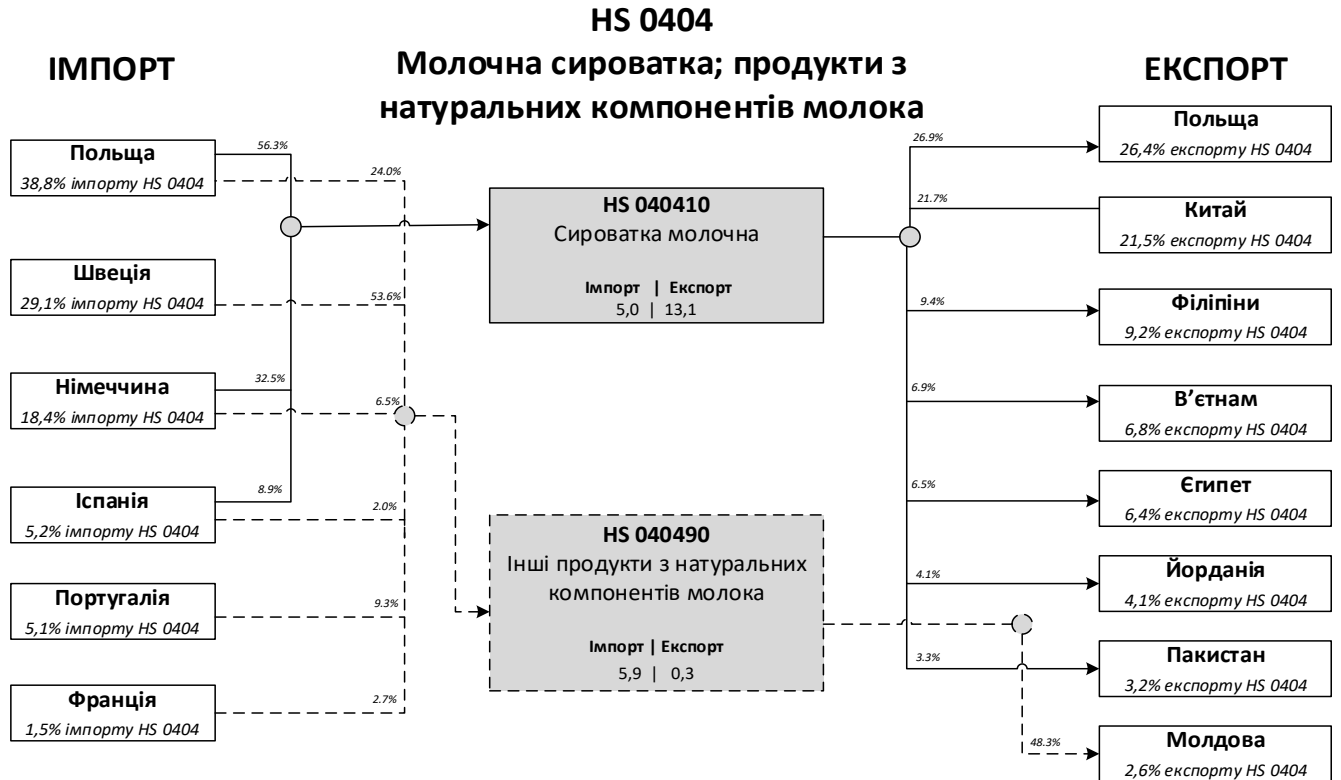 HS 0404
Молочна сироватка; продукти з
натуральних компонентів молока
ІМПОРТ
Польща
38,8% імпорту HS 0404
Швеція
29,1% імпорту HS 0404
Німеччина
18,4% імпорту HS 0404
Іспанія
5,2% імпорту HS 0404
Португалія
5,1% імпорту HS 0404
Франція
1,5% імпорту HS 0404
56.3%
24.0%
53.6%
32.5%
6.5%
8.9%
2.0%
9.3%
2.7%
HS 040410
Сироватка молочна
Імпорт | Експорт
5,0 | 13,1
HS 040490
Інші продукти з натуральних
компонентів молока
Імпорт | Експорт
5,9 | 0,3
26.9%
21.7%
9.4%
6.9%
6.5%
4.1%
3.3%
48.3%
ЕКСПОРТ
Польща
26,4% експорту HS 0404
Китай
21,5% експорту HS 0404
Філіпіни
9,2% експорту HS 0404
В’єтнам
6,8% експорту HS 0404
Єгипет
6,4% експорту HS 0404
Йорданія
4,1% експорту HS 0404
Пакистан
3,2% експорту HS 0404
Молдова
2,6% експорту HS 0404